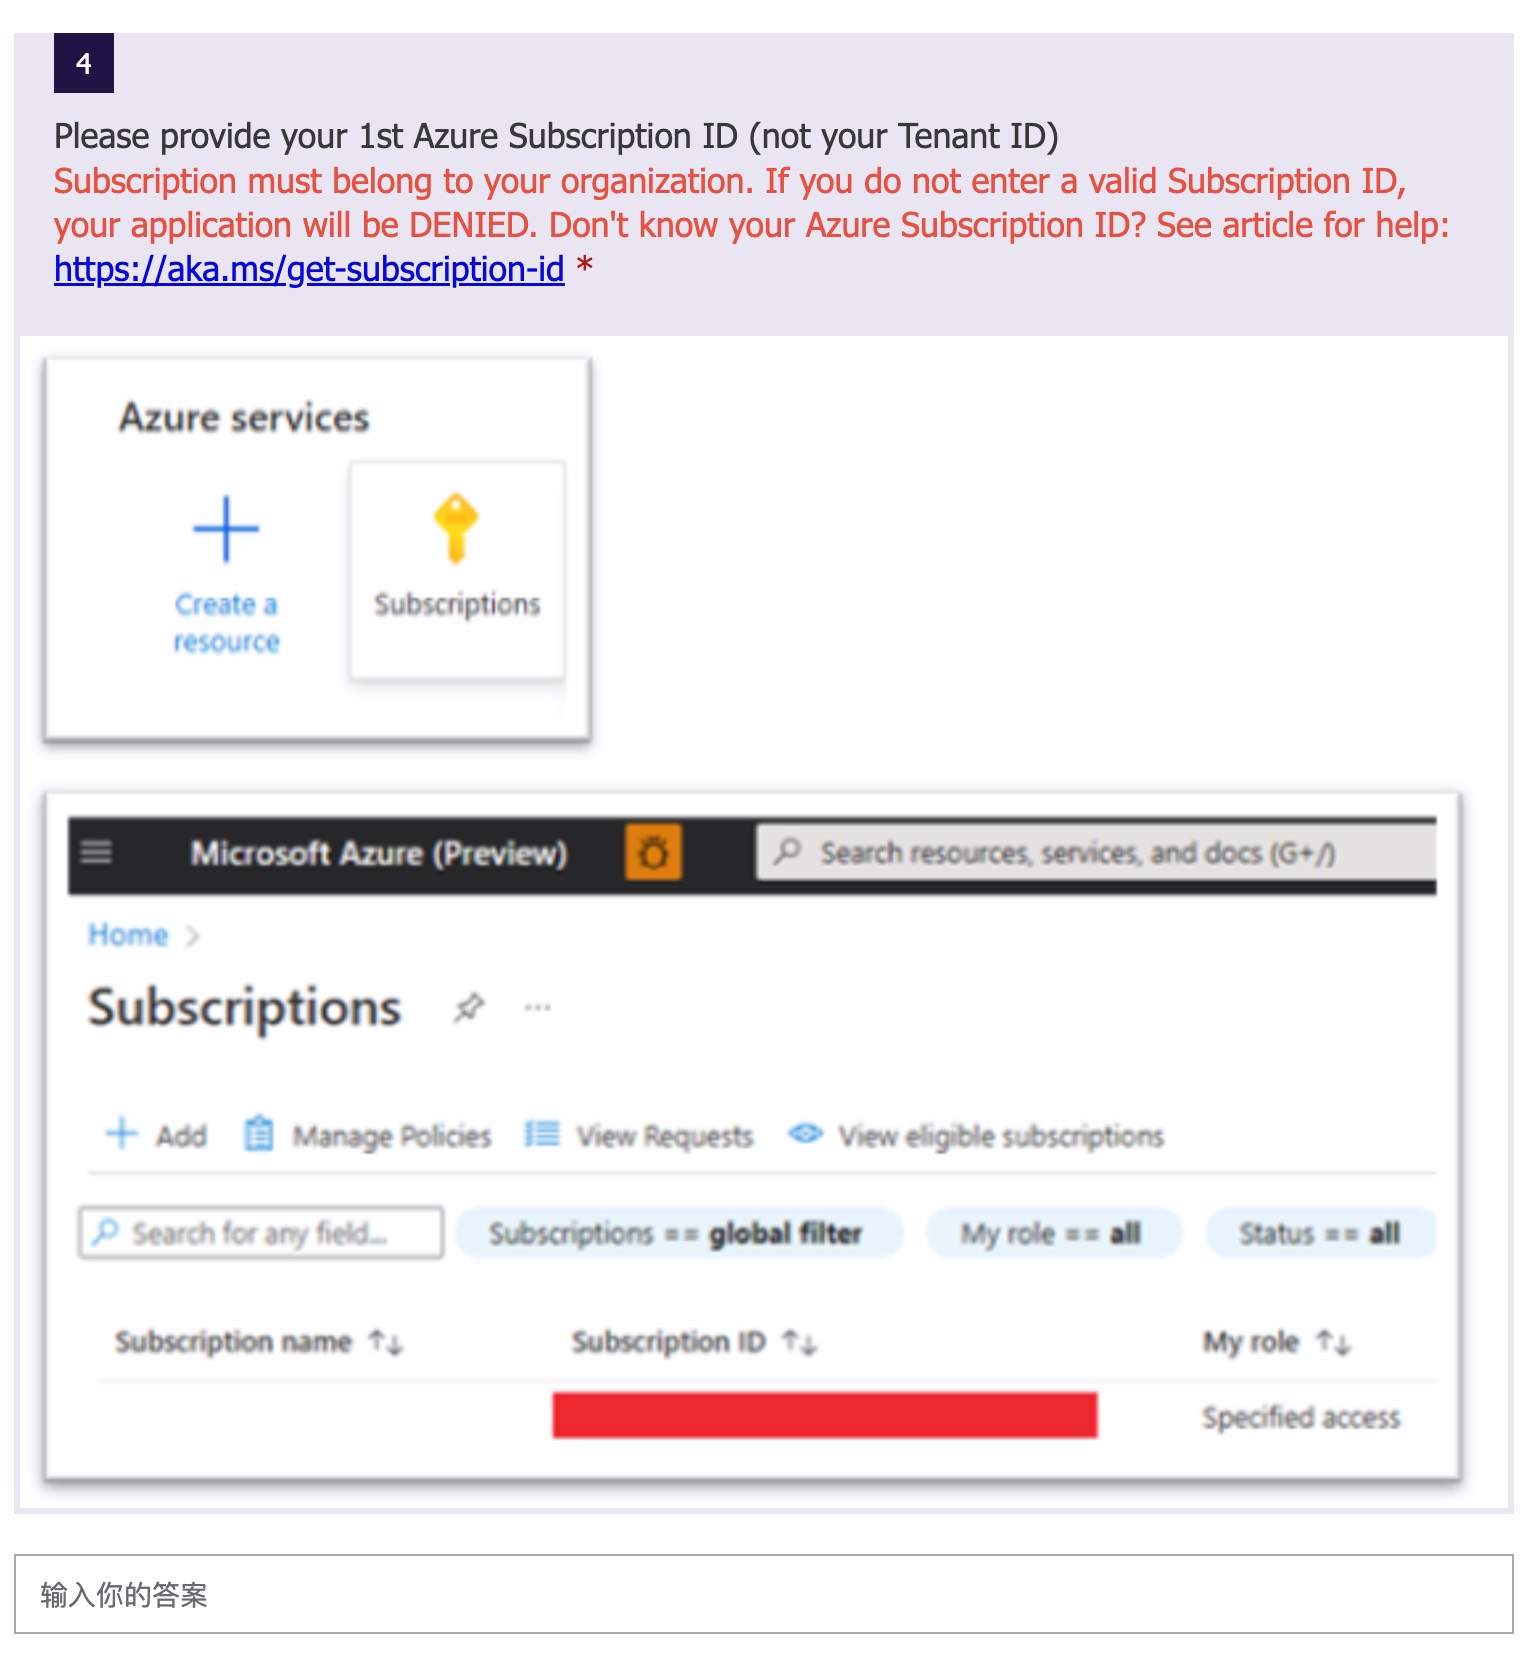 4
Please provide your 1st Azure Subscription ID (not your Tenant ID)
Subscription must belong to your organization. If you do not enter a valid Subscription ID,
your application will be DENIED. Don't know your Azure Subscription ID? See article for help:
https://aka.ms/get-subscription-id *
Azure services
Create a
resource
Subscriptions
Microsoft Azure (Preview)
Search resources, services, and docs (G+/)
Home >
Subscriptions
...
Add
Manage Policies
View Requests
View eligible subscriptions
Search for any field...
Subscriptions == global filter
My role == all
Status == all
Subscription name ↑↓
Subscription ID ↑↓
My role ↑↓
Specified access
输入你的答案